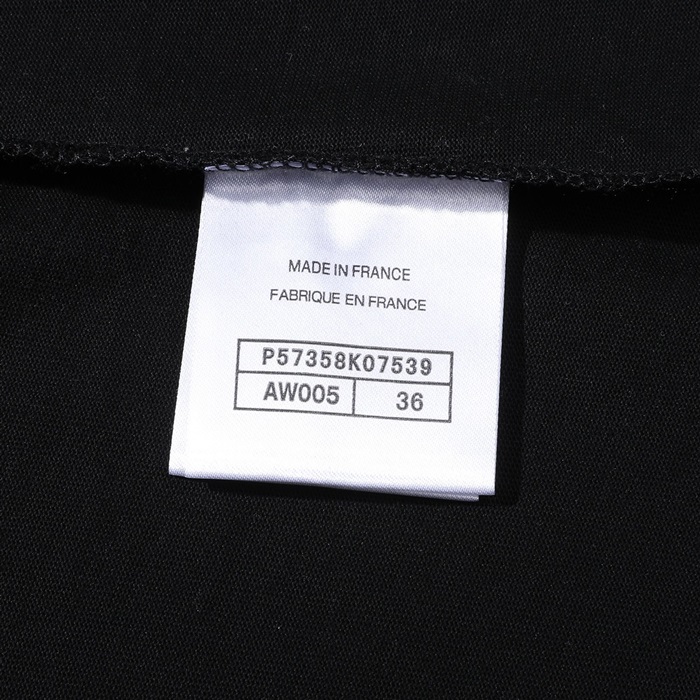 MADE IN FRANCE
FABRIQUE EN FRANCE
P57358K07539
AW005 36